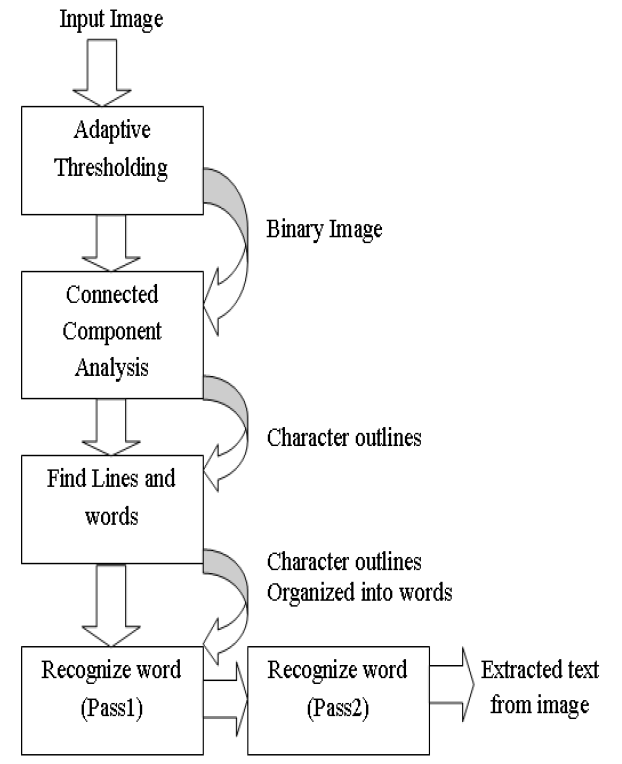 Input Image
Adaptive
Thresholding
Binary Image
Connected
Component
Analysis
Character outlines
Find Lines and
words
Character outlines
Organized into words
Recognize word
(Pass1)
Recognize word
(Pass2)
Extracted text
from image